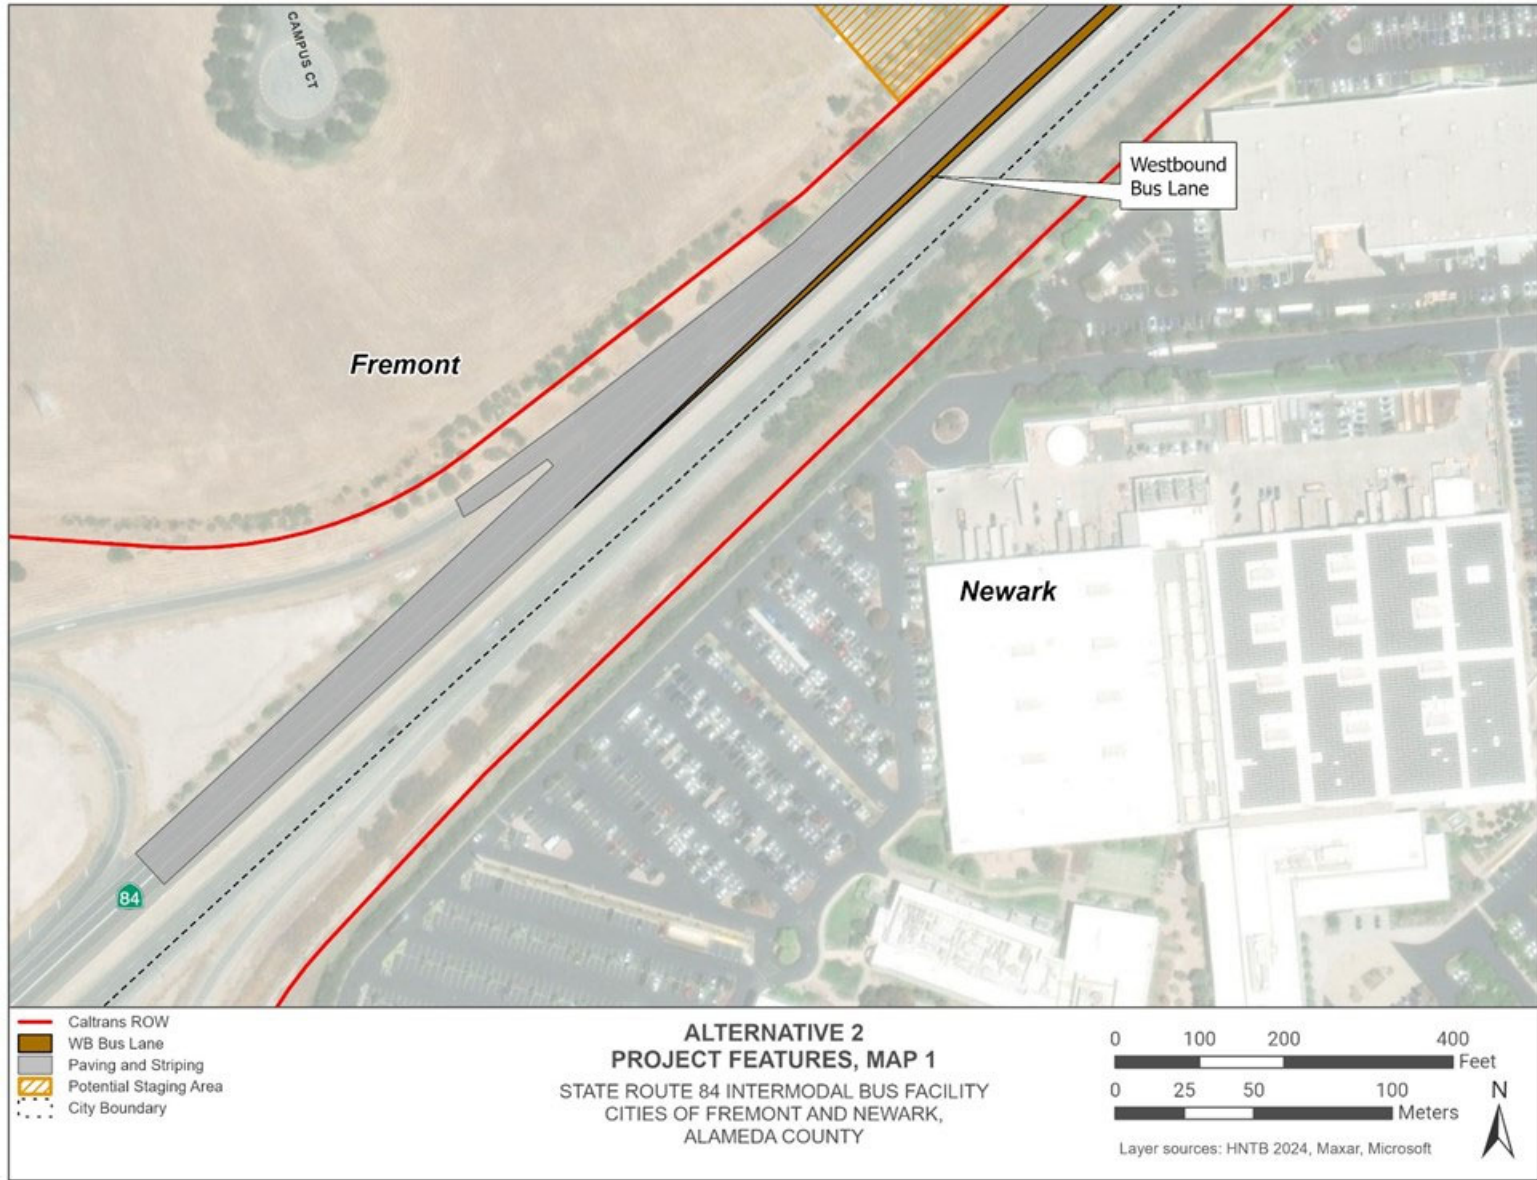 CAMPUS CT
Westbound
Bus Lane
Fremont
Newark
84
Caltrans ROW
WB Bus Lane
Paving and Striping
Potential Staging Area
City Boundary
ALTERNATIVE 2
PROJECT FEATURES, MAP 1
STATE ROUTE 84 INTERMODAL BUS FACILITY
CITIES OF FREMONT AND NEWARK,
ALAMEDA COUNTY
0 100 200 400
Feet
0 25 50 100
Meters
N
Layer sources: HNTB 2024, Maxar, Microsoft